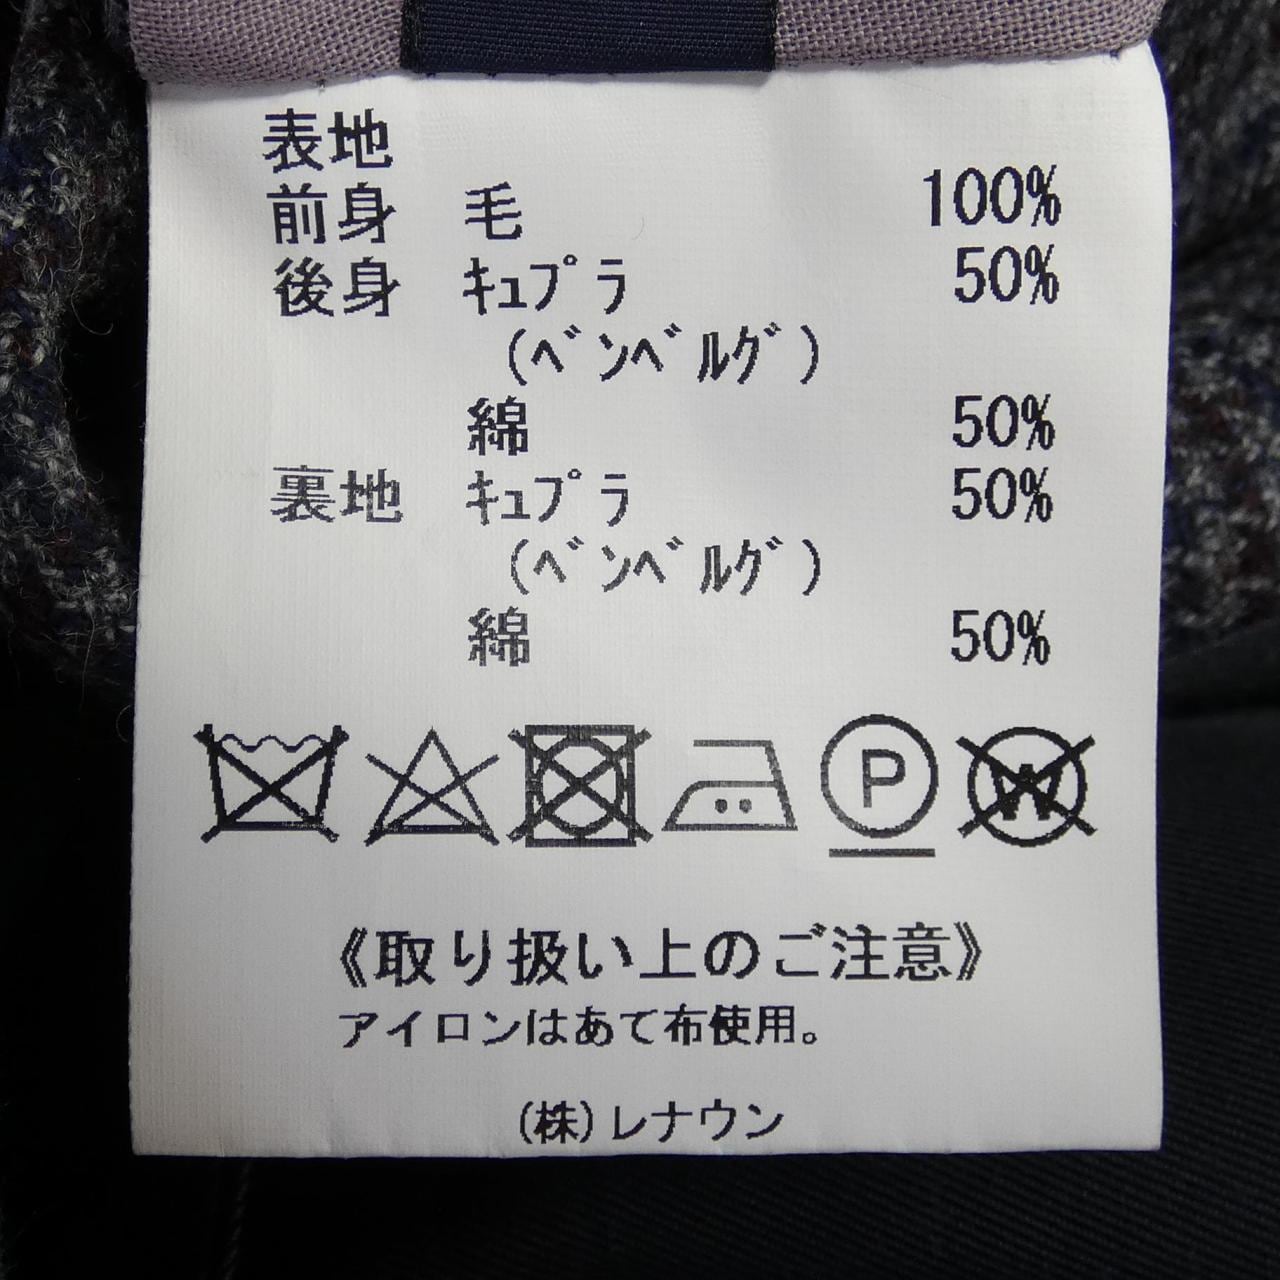 表地
前身 毛 100%
後身 ｷｭﾌﾟﾗ 50%
(ﾍﾞﾝﾍﾞﾙｸﾞ)
綿 50%
裏地 ｷｭﾌﾟﾗ 50%
(ﾍﾞﾝﾍﾞﾙｸﾞ)
綿 50%
P W
《取り扱い上のご注意》
アイロンはあて布使用。
(株)レナウン